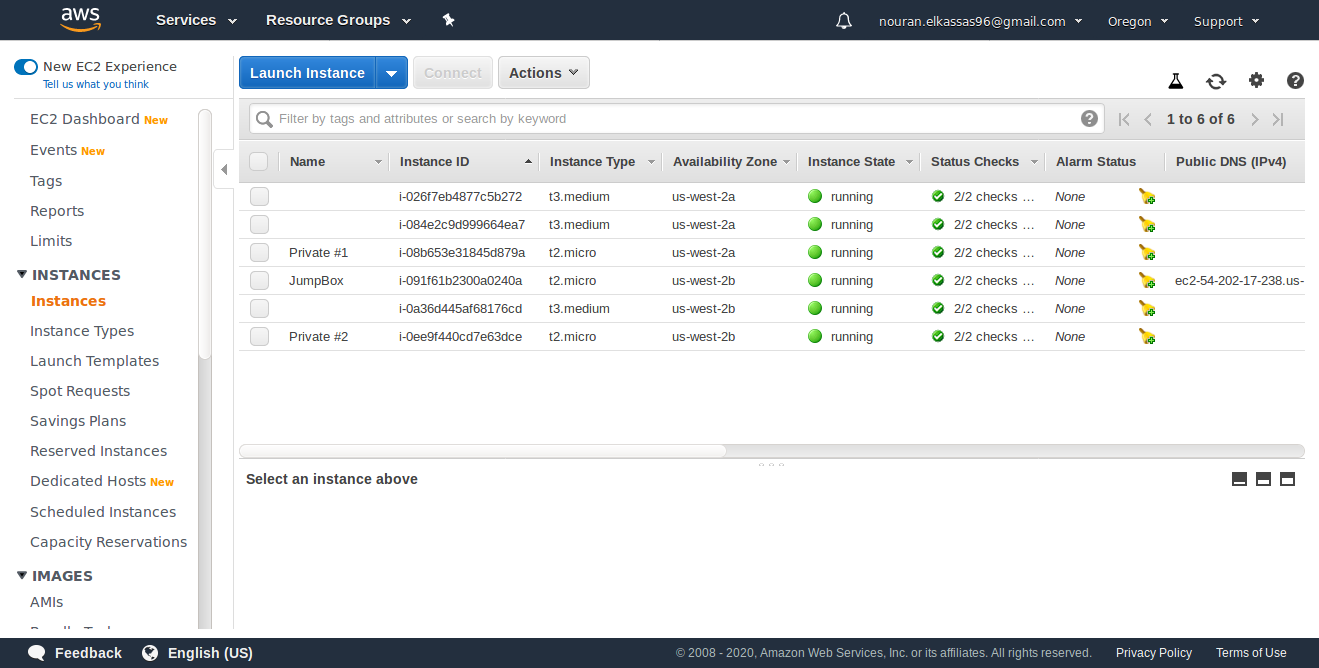 aws
Services
Resource Groups
nouran.elkassas96@gmail.com
Oregon
Support
New EC2 Experience
Tell us what you think
EC2 Dashboard New
Events New
Tags
Reports
Limits
INSTANCES
Instances
Instance Types
Launch Templates
Spot Requests
Savings Plans
Reserved Instances
Dedicated Hosts New
Scheduled Instances
Capacity Reservations
IMAGES
AMIs
Launch Instance
Connect
Actions
Filter by tags and attributes or search by keyword
1 to 6 of 6
Name Instance ID Instance Type Availability Zone Instance State Status Checks Alarm Status Public DNS (IPv4)
i-026f7eb4877c5b272 t3.medium us-west-2a running 2/2 checks ... None
i-084e2c9d999664ea7 t3.medium us-west-2a running 2/2 checks ... None
Private #1 i-08b653e31845d879a t2.micro us-west-2a running 2/2 checks ... None
JumpBox i-091f61b2300a0240a t2.micro us-west-2b running 2/2 checks ... None ec2-54-202-17-238.us-
i-0a36d445af68176cd t3.medium us-west-2b running 2/2 checks ... None
Private #2 i-0ee9f440cd7e63dce t2.micro us-west-2b running 2/2 checks ... None
Select an instance above
Feedback
English (US)
© 2008 - 2020, Amazon Web Services, Inc. or its affiliates. All rights reserved.
Privacy Policy
Terms of Use